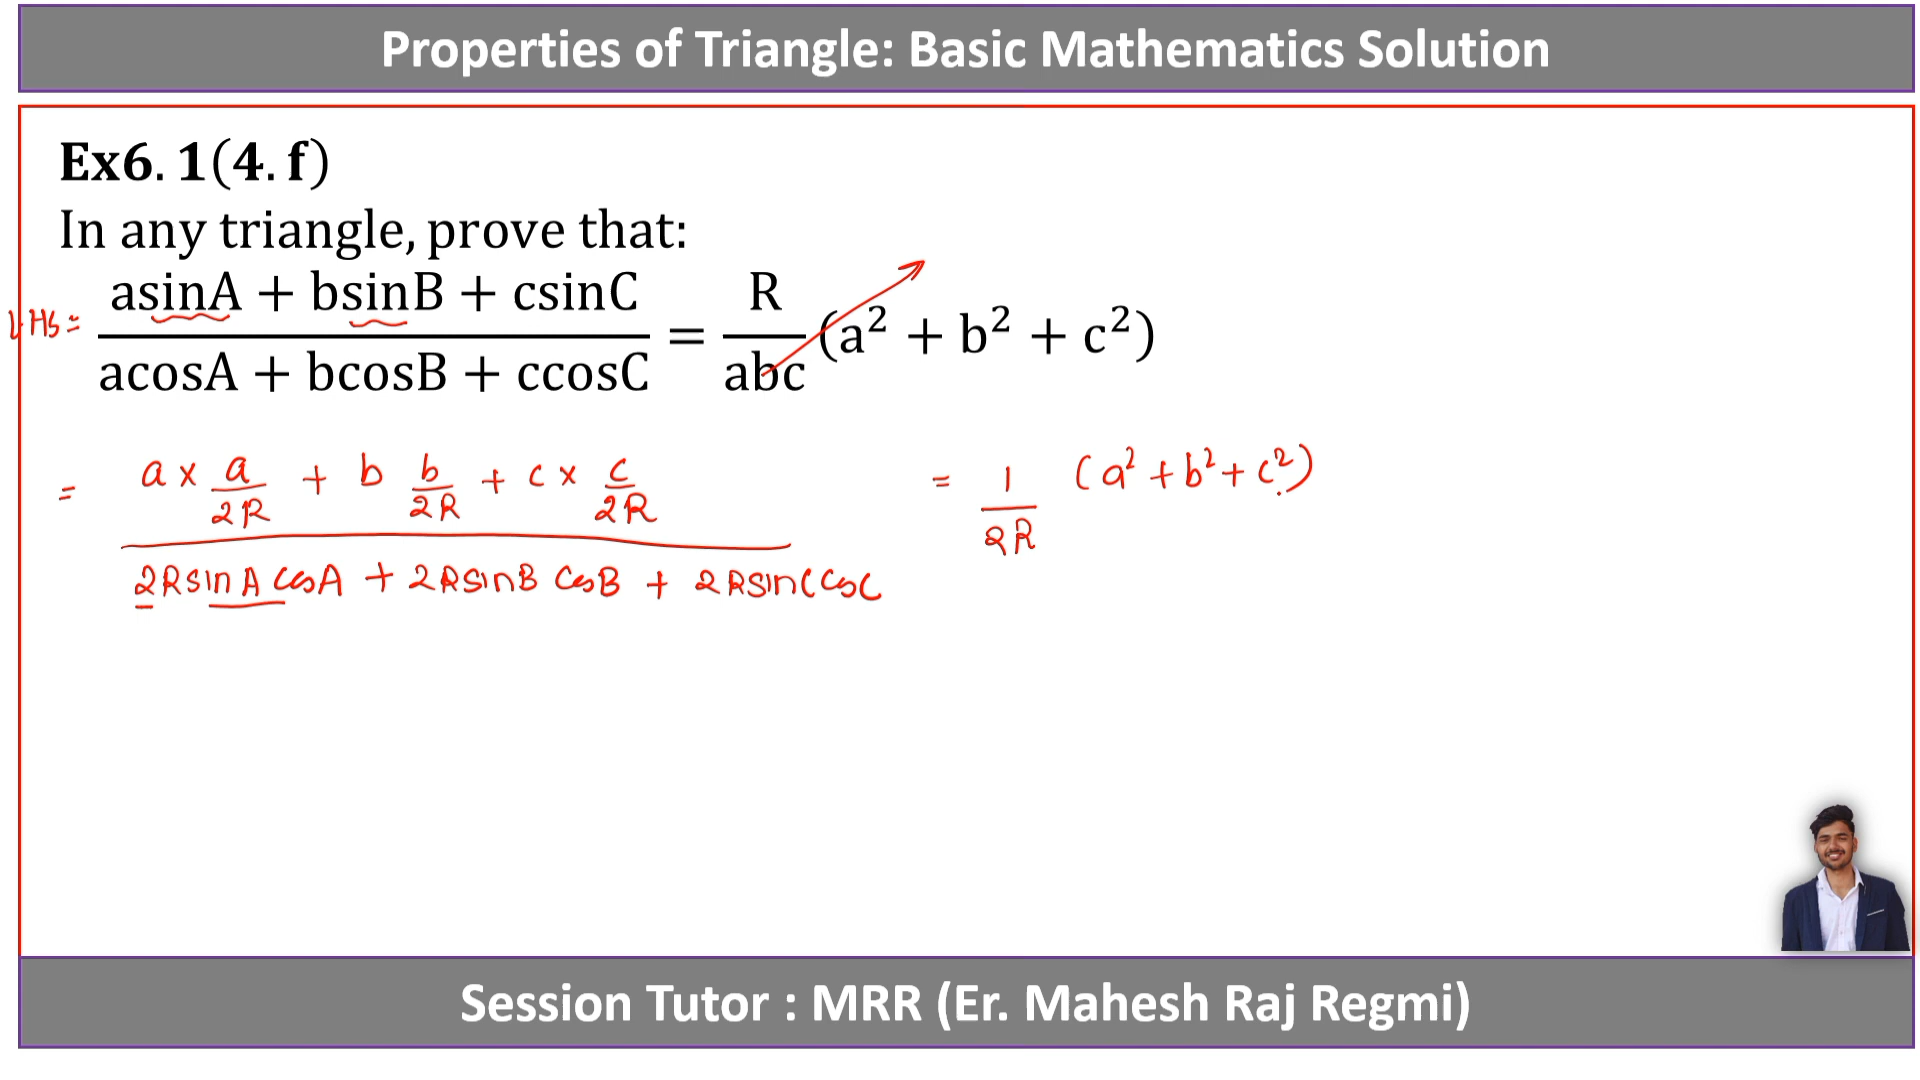 Properties of Triangle: Basic Mathematics Solution
Ex6. 1(4. f)
In any triangle, prove that:
LHS = (asinA + bsinB + csinC)/(acosA + bcosB + ccosC) = R/abc (a² + b² + c²)
= (a × a/2R + b b/2R + c × c/2R)/(2RsinA cosA + 2RsinB cosB + 2RsinC cosC) = 1/2R (a² + b² + c²)
Session Tutor : MRR (Er. Mahesh Raj Regmi)